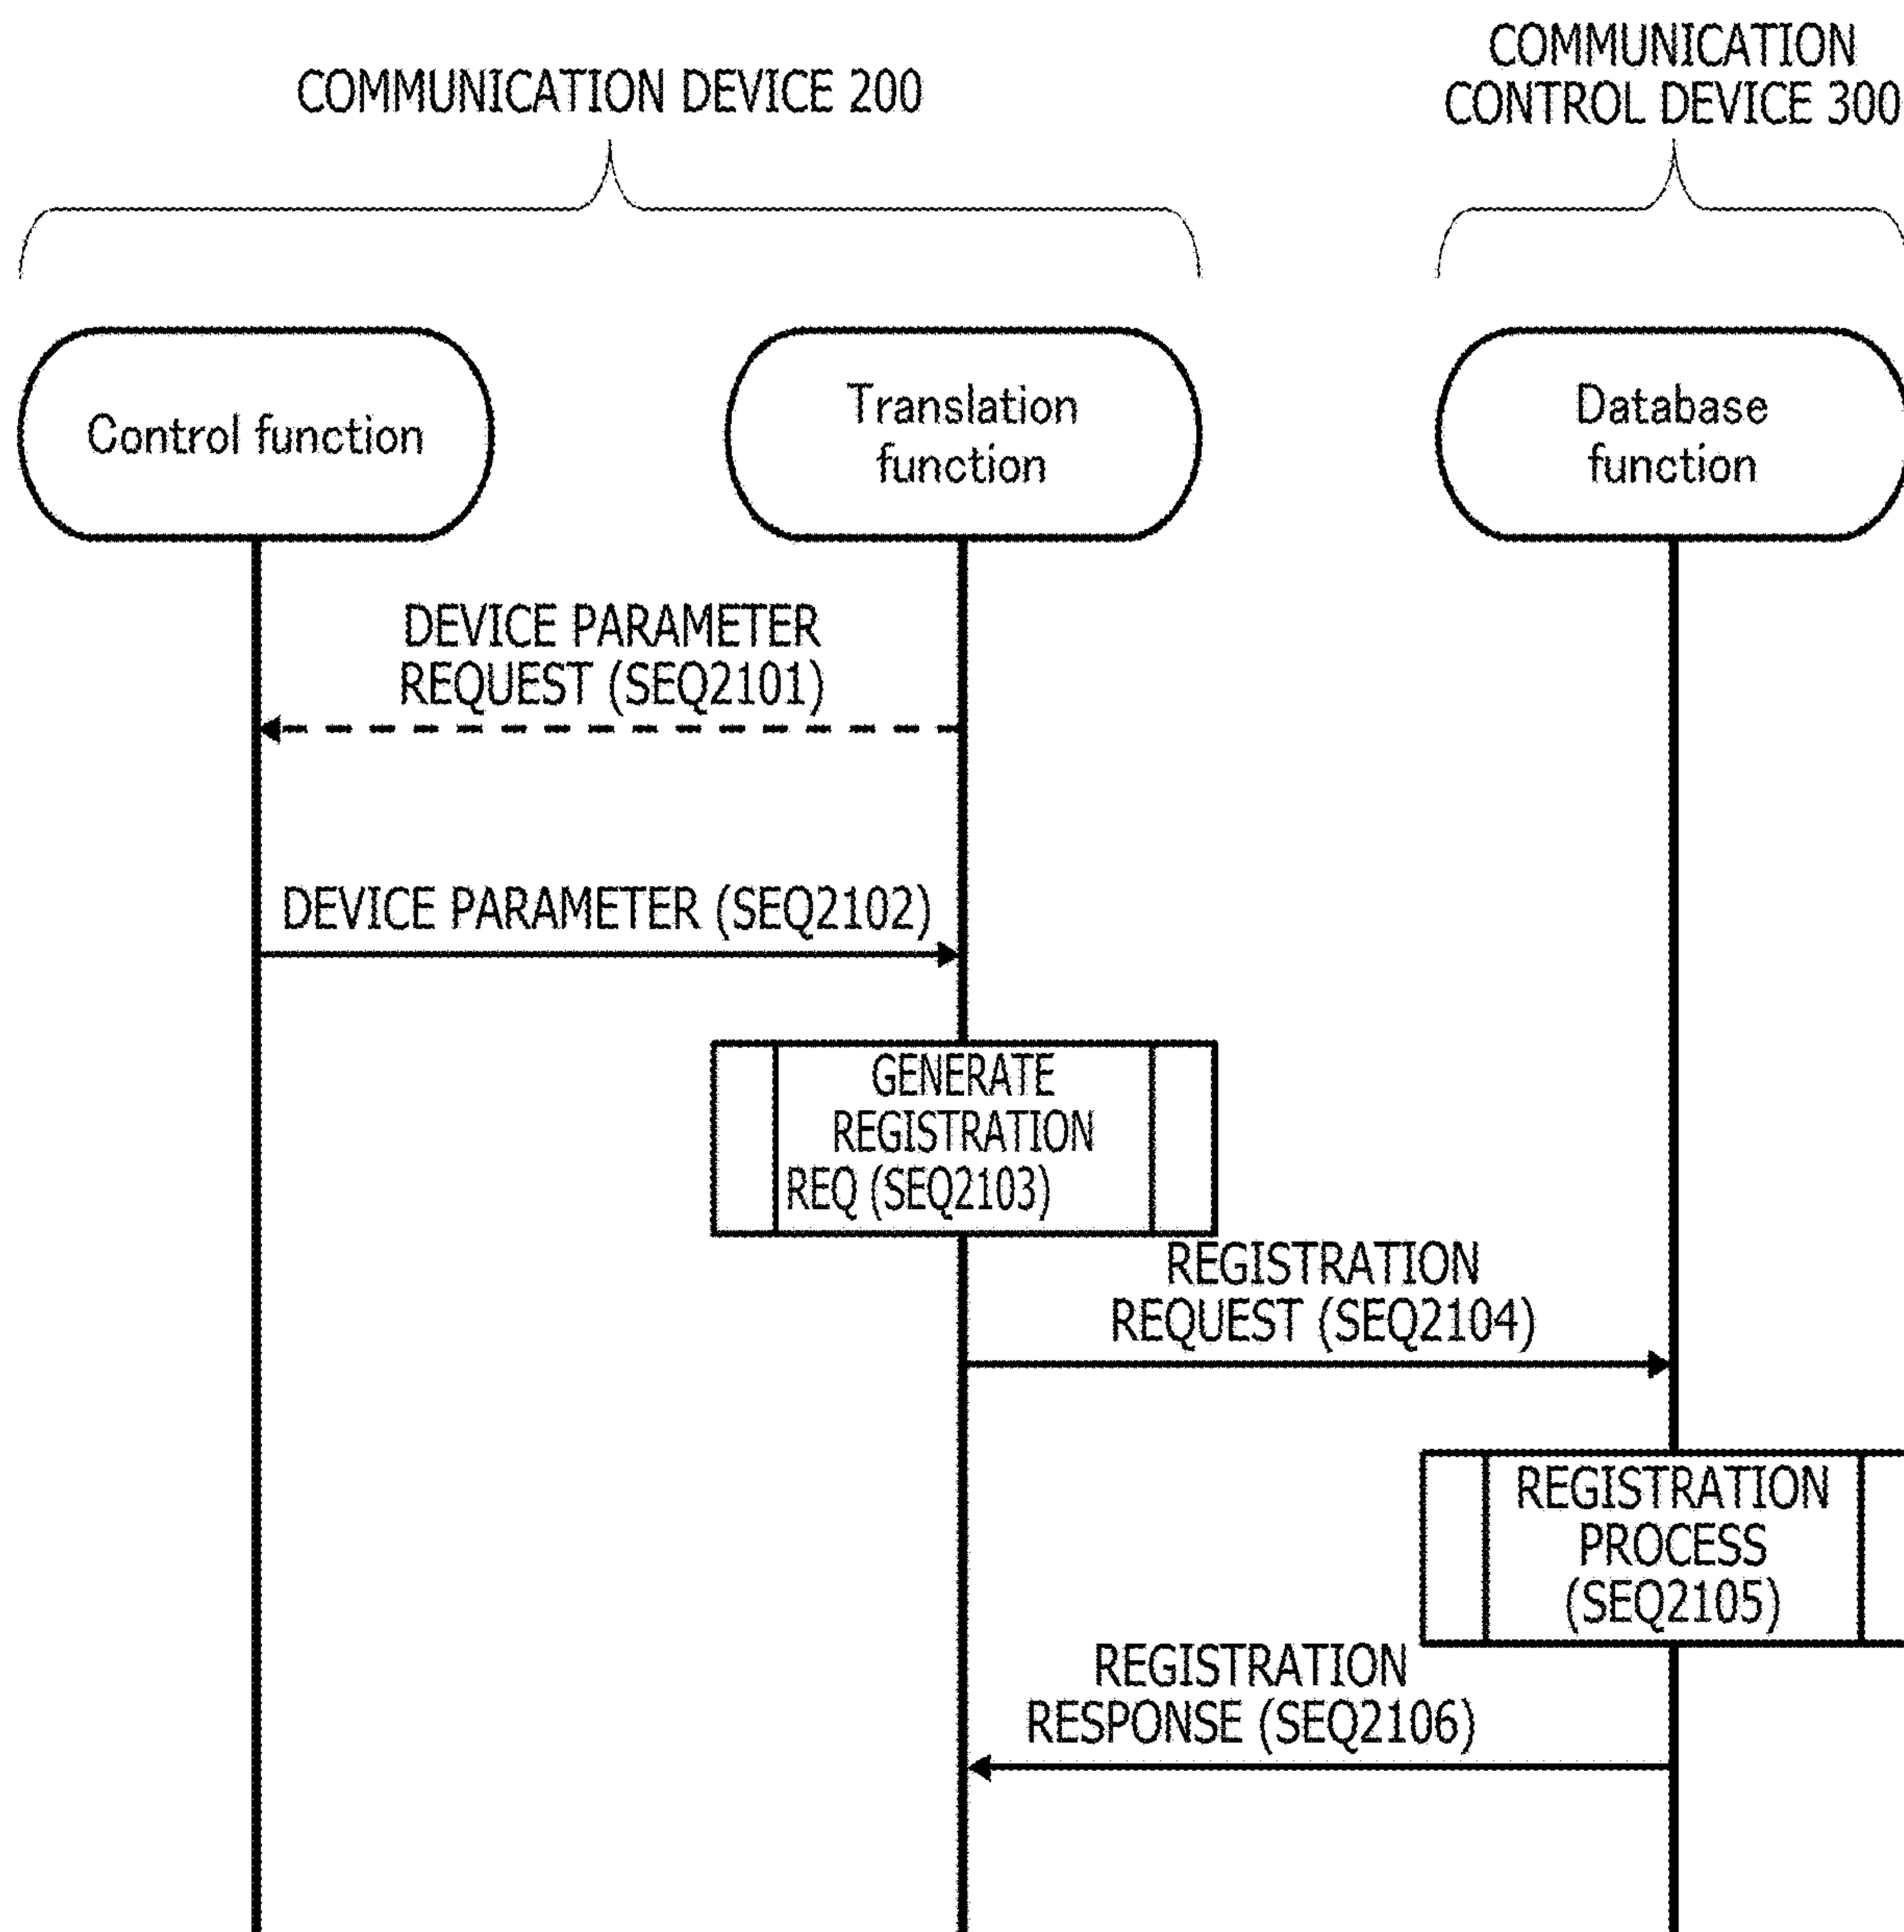 COMMUNICATION DEVICE 200
COMMUNICATION
CONTROL DEVICE 300
Control function
Translation
function
Database
function
DEVICE PARAMETER
REQUEST (SEQ2101)
DEVICE PARAMETER (SEQ2102)
GENERATE
REGISTRATION
REQ (SEQ2103)
REGISTRATION
REQUEST (SEQ2104)
REGISTRATION
PROCESS
(SEQ2105)
REGISTRATION
RESPONSE (SEQ2106)